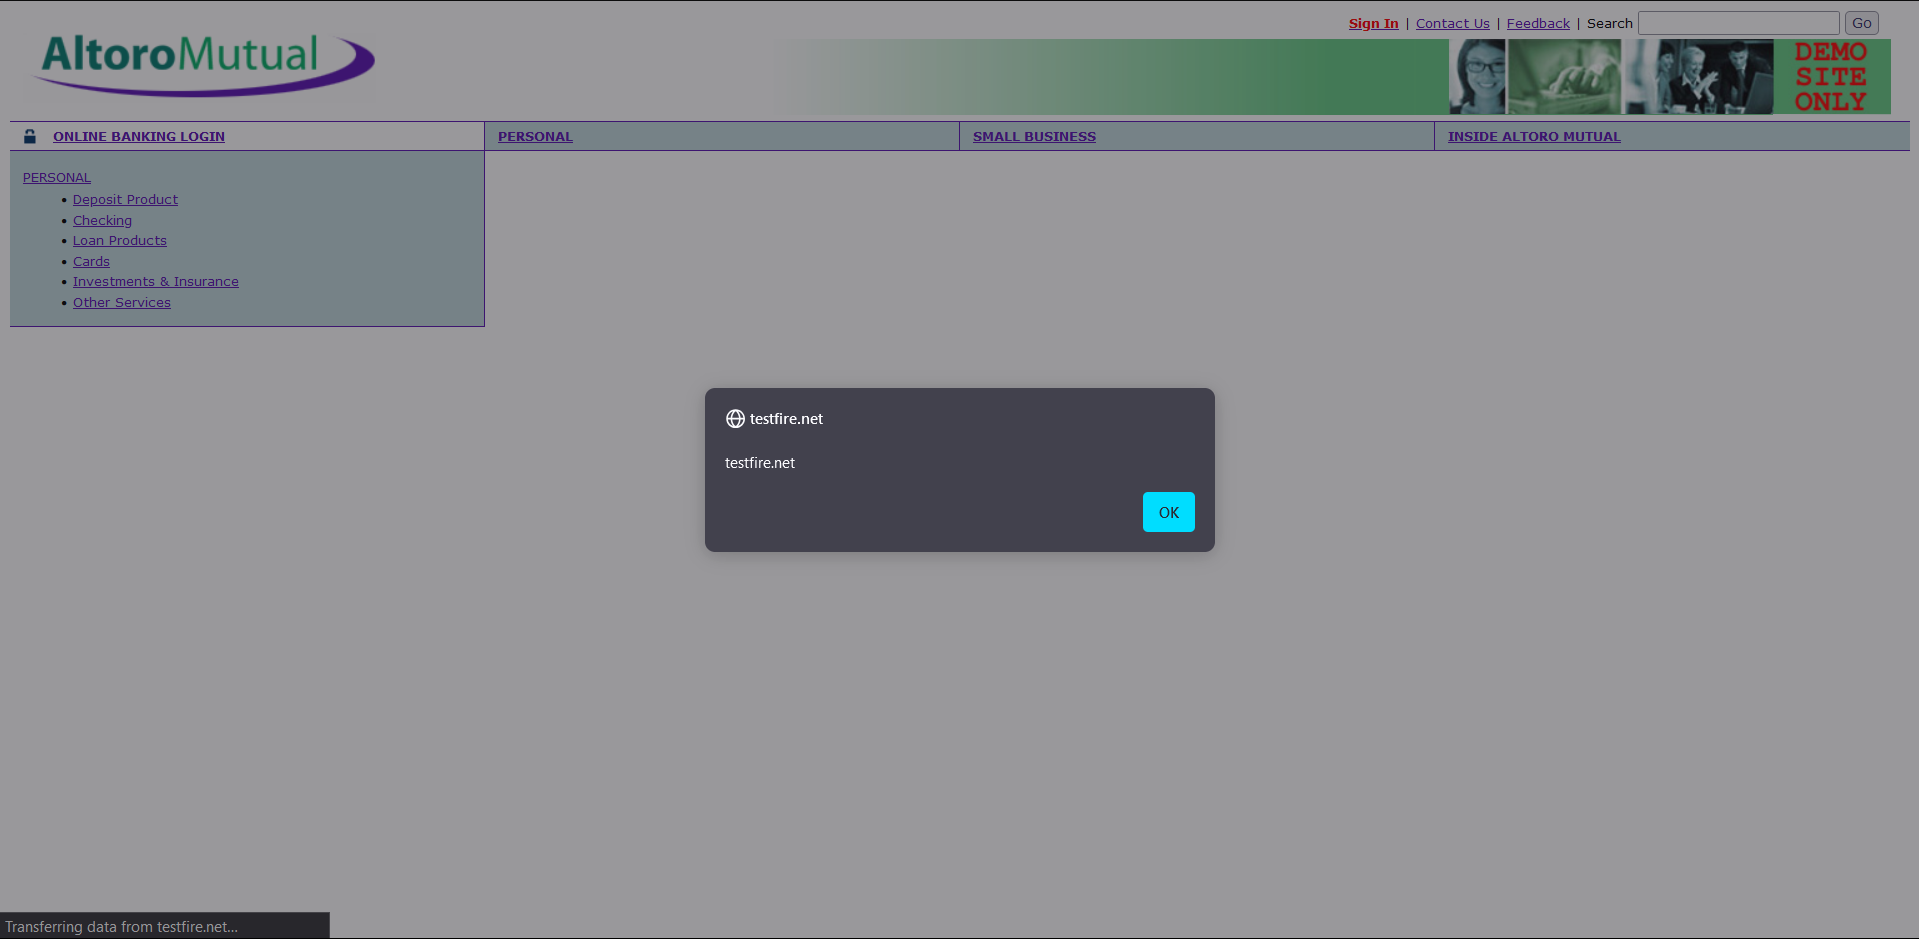 Sign In | Contact Us | Feedback | Search Go
AltoroMutual
DEMO
SITE
ONLY
ONLINE BANKING LOGIN
PERSONAL
SMALL BUSINESS
INSIDE ALTORO MUTUAL
PERSONAL
• Deposit Product
• Checking
• Loan Products
• Cards
• Investments & Insurance
• Other Services
testfire.net
testfire.net
OK
Transferring data from testfire.net...